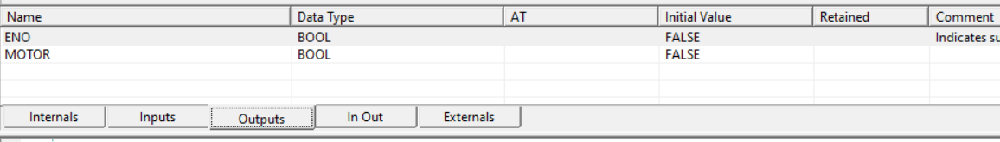 Name Data Type AT Initial Value Retained Comment
ENO BOOL FALSE Indicates su
MOTOR BOOL FALSE
Internals Inputs Outputs In Out Externals